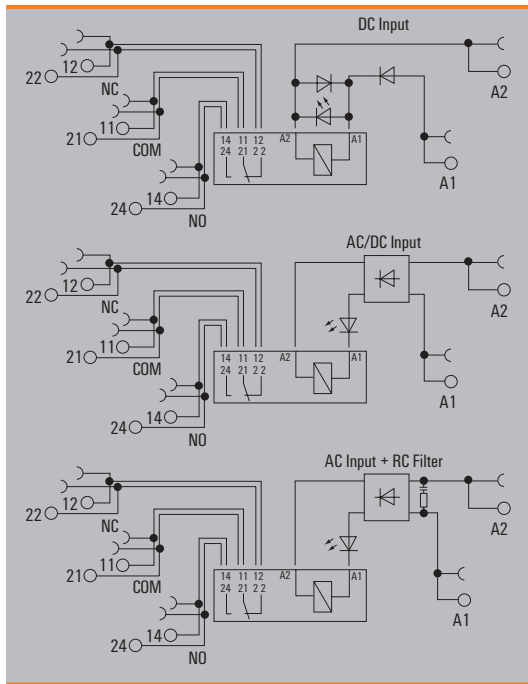 DC Input
12
22
NC
11
21
COM
14
24
NO
14 11 12 A2 A1
24 21 22
A2
A1
AC/DC Input
12
22
NC
11
21
COM
14
24
NO
14 11 12 A2 A1
24 21 22
A2
A1
AC Input + RC Filter
12
22
NC
11
21
COM
14
24
NO
14 11 12 A2 A1
24 21 22
A2
A1